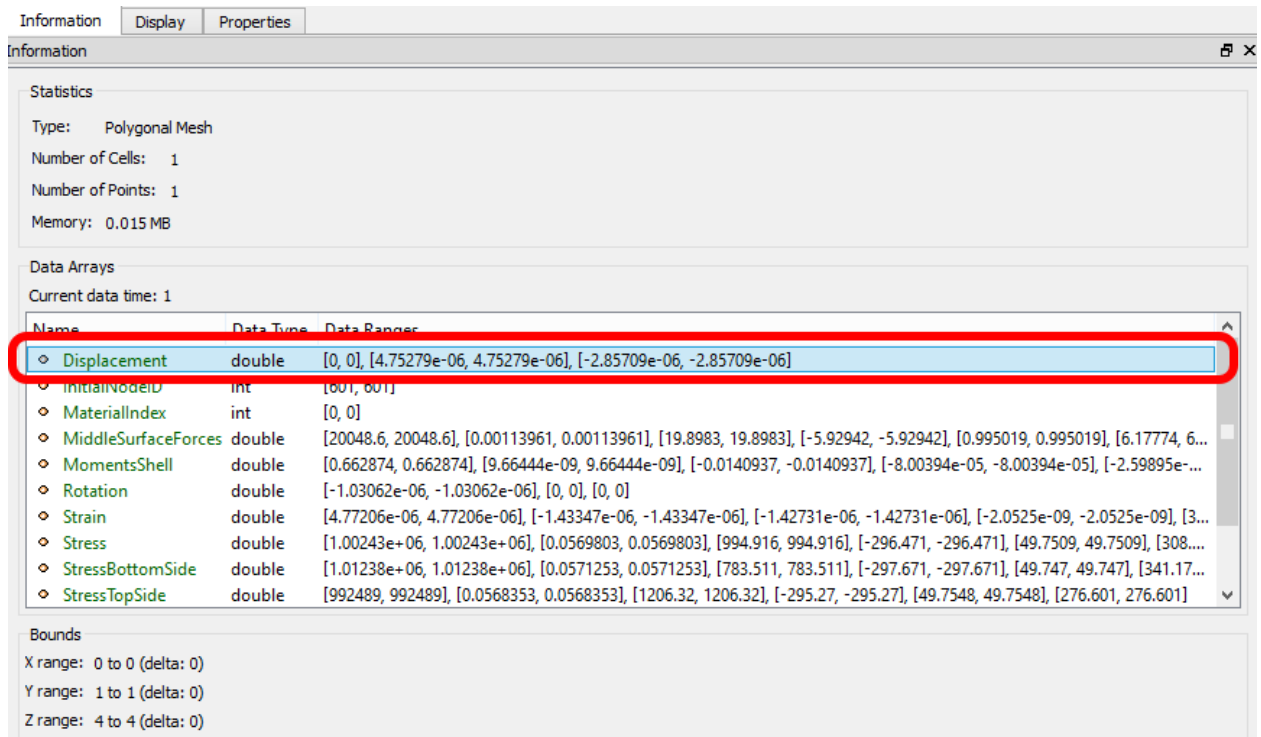 Information Display Properties
Information
Statistics
Type: Polygonal Mesh
Number of Cells: 1
Number of Points: 1
Memory: 0.015 MB
Data Arrays
Current data time: 1
Name Data Type Data Ranges
Displacement double [0, 0], [4.75279e-06, 4.75279e-06], [-2.85709e-06, -2.85709e-06]
InitialNodeID int [601, 601]
MaterialIndex int [0, 0]
MiddleSurfaceForces double [20048.6, 20048.6], [0.00113961, 0.00113961], [19.8983, 19.8983], [-5.92942, -5.92942], [0.995019, 0.995019], [6.17774, 6...
MomentsShell double [0.662874, 0.662874], [9.66444e-09, 9.66444e-09], [-0.0140937, -0.0140937], [-8.00394e-05, -8.00394e-05], [-2.59895e-...
Rotation double [-1.03062e-06, -1.03062e-06], [0, 0], [0, 0]
Strain double [4.77206e-06, 4.77206e-06], [-1.43347e-06, -1.43347e-06], [-1.42731e-06, -1.42731e-06], [-2.0525e-09, -2.0525e-09], [3...
Stress double [1.00243e+06, 1.00243e+06], [0.0569803, 0.0569803], [994.916, 994.916], [-296.471, -296.471], [49.7509, 49.7509], [308....
StressBottomSide double [1.01238e+06, 1.01238e+06], [0.0571253, 0.0571253], [783.511, 783.511], [-297.671, -297.671], [49.747, 49.747], [341.17...
StressTopSide double [992489, 992489], [0.0568353, 0.0568353], [1206.32, 1206.32], [-295.27, -295.27], [49.7548, 49.7548], [276.601, 276.601]
Bounds
X range: 0 to 0 (delta: 0)
Y range: 1 to 1 (delta: 0)
Z range: 4 to 4 (delta: 0)